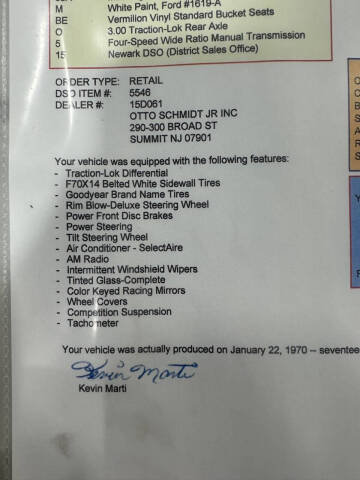 M White Paint, Ford #1619-A
BE Vermilion Vinyl Standard Bucket Seats
O 3.00 Traction-Lok Rear Axle
5 Four-Speed Wide Ratio Manual Transmission
15 Newark DSO (District Sales Office)
ORDER TYPE: RETAIL
DSO ITEM #: 5546
DEALER #: 15D061
OTTO SCHMIDT JR INC
290-300 BROAD ST
SUMMIT NJ 07901
Your vehicle was equipped with the following features:
- Traction-Lok Differential
- F70X14 Belted White Sidewall Tires
- Goodyear Brand Name Tires
- Rim Blow-Deluxe Steering Wheel
- Power Front Disc Brakes
- Power Steering
- Tilt Steering Wheel
- Air Conditioner - SelectAire
- AM Radio
- Intermittent Windshield Wipers
- Tinted Glass-Complete
- Color Keyed Racing Mirrors
- Wheel Covers
- Competition Suspension
- Tachometer
Your vehicle was actually produced on January 22, 1970 -- seventee
Kevin Marti
Kevin Marti